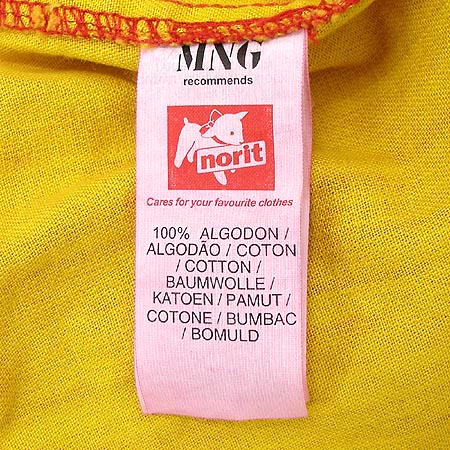 MNG
recommends
norit
Cares for your favourite clothes
100% ALGODON /
ALGODÃO / COTON
/ COTTON /
BAUMWOLLE /
KATOEN / PAMUT /
COTONE / BUMBAC
/ BOMULD